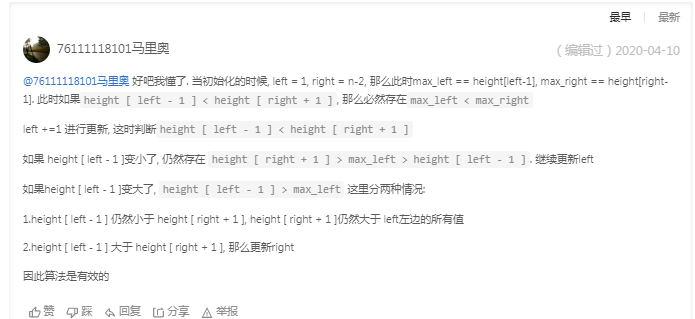 最早 | 最新
76111118101马里奥
(编辑过) 2020-04-10
@76111118101马里奥 好吧我懂了. 当初始化的时候, left = 1, right = n-2, 那么此时max_left == height[left-1], max_right == height[right-
1]. 此时如果 height [ left - 1 ] < height [ right + 1 ] , 那么必然存在 max_left < max_right
left +=1 进行更新, 这时判断 height [ left - 1 ] < height [ right + 1 ]
如果 height [ left - 1 ]变小了, 仍然存在 height [ right + 1 ] > max_left > height [ left - 1 ] . 继续更新left
如果height [ left - 1 ]变大了, height [ left - 1 ] > max_left 这里分两种情况:
1.height [ left - 1 ] 仍然小于 height [ right + 1 ], height [ right + 1 ]仍然大于 left左边的所有值
2.height [ left - 1 ] 大于 height [ right + 1 ], 那么更新right
因此算法是有效的
赞 踩 回复 分享 举报